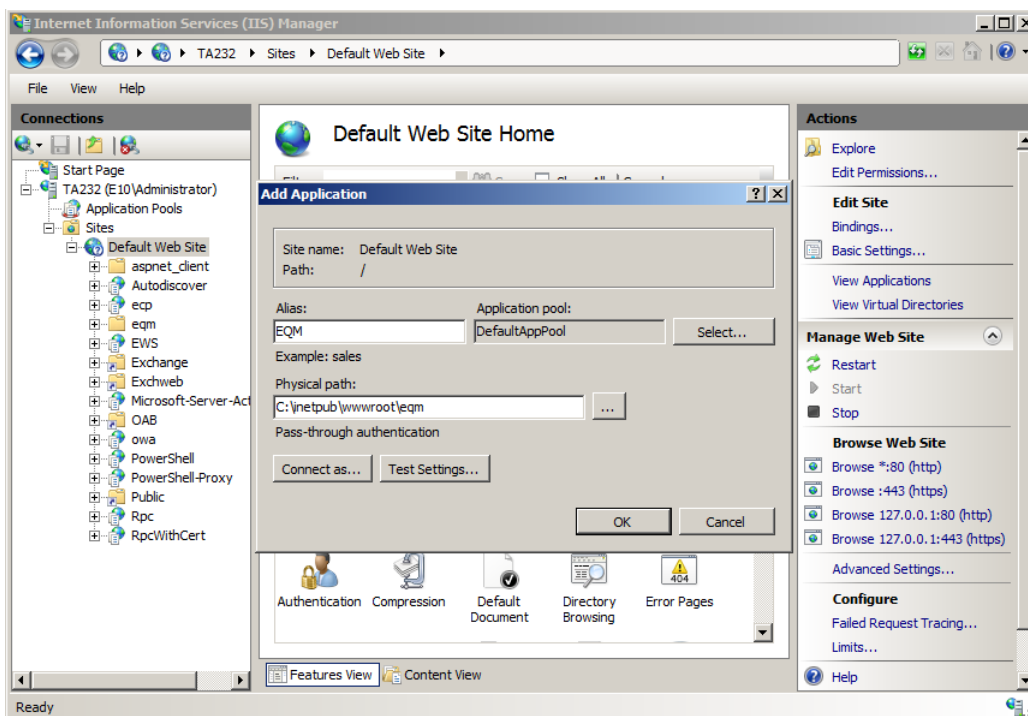 Internet Information Services (IIS) Manager
TA232 Sites Default Web Site
File View Help
Connections
Start Page
TA232 (E10\Administrator)
Application Pools
Sites
Default Web Site
aspnet_client
Autodiscover
ecp
eqm
EWS
Exchange
Exchweb
Microsoft-Server-Act
OAB
owa
PowerShell
PowerShell-Proxy
Public
Rpc
RpcWithCert
Default Web Site Home
Add Application
Site name: Default Web Site
Path: /
Alias: Application pool:
EQM DefaultAppPool Select...
Example: sales
Physical path:
C:\inetpub\wwwroot\eqm ...
Pass-through authentication
Connect as... Test Settings...
OK Cancel
Authentication Compression Default Document Directory Browsing Error Pages
404
Features View Content View
Actions
Explore
Edit Permissions...
Edit Site
Bindings...
Basic Settings...
View Applications
View Virtual Directories
Manage Web Site
Restart
Start
Stop
Browse Web Site
Browse *:80 (http)
Browse :443 (https)
Browse 127.0.0.1:80 (http)
Browse 127.0.0.1:443 (https)
Advanced Settings...
Configure
Failed Request Tracing...
Limits...
Help
Ready